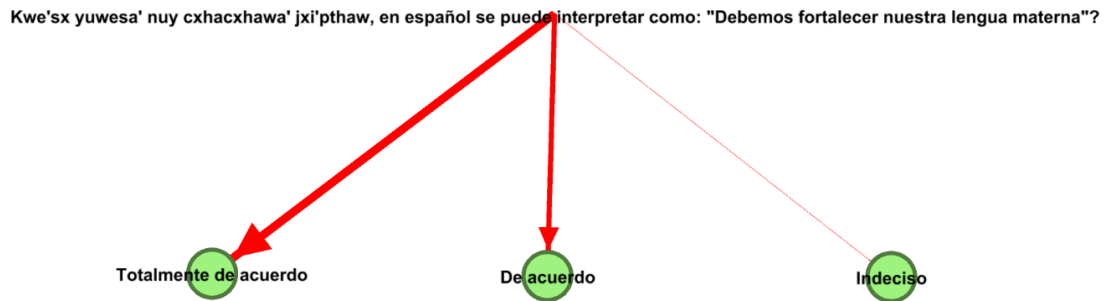 Kwe'sx yuwesa' nuy cxhacxhawa' jxi'pthaw, en español se puede interpretar como: "Debemos fortalecer nuestra lengua materna"?
Totalmente de acuerdo
De acuerdo
Indeciso